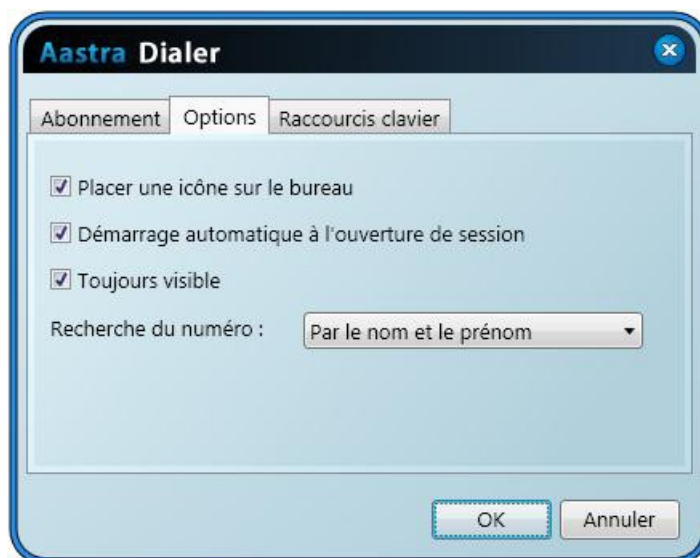 Aastra Dialer
Abonnement Options Raccourcis clavier
Placer une icône sur le bureau
Démarrage automatique à l'ouverture de session
Toujours visible
Recherche du numéro : Par le nom et le prénom
OK Annuler